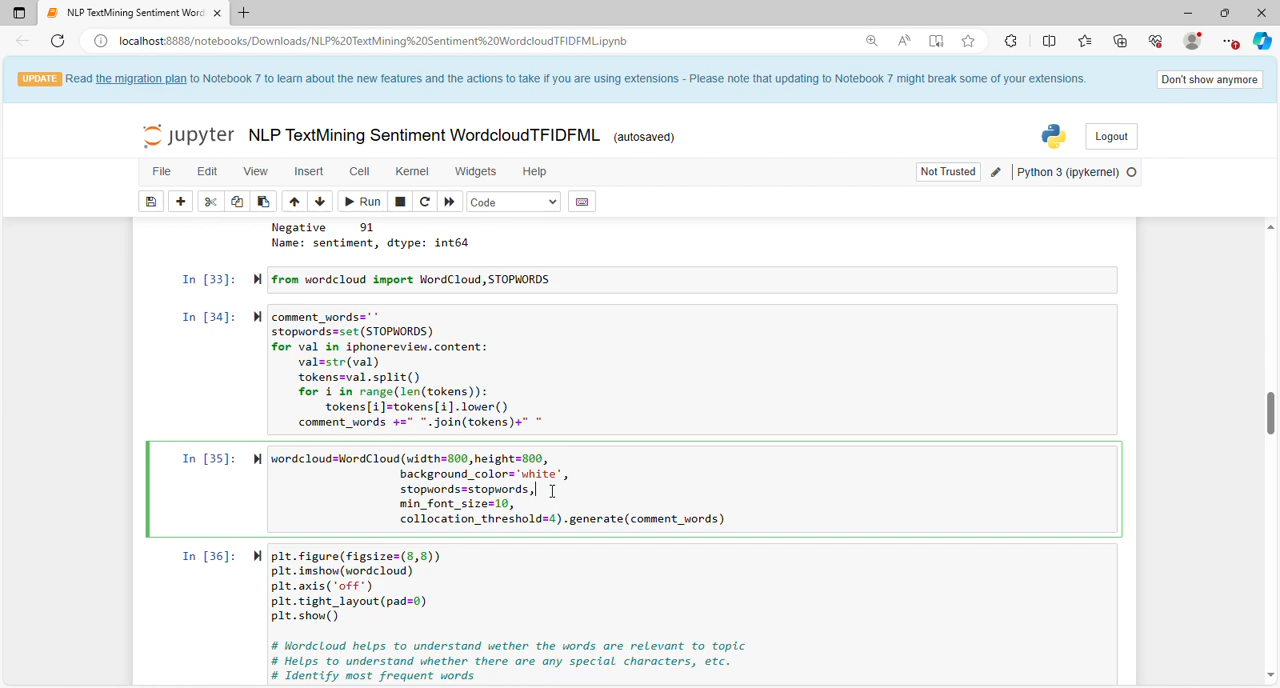 NLP TextMining Sentiment Word
localhost:8888/notebooks/Downloads/NLP%20TextMining%20Sentiment%20WordcloudTFIDFML.ipynb
UPDATE Read the migration plan to Notebook 7 to learn about the new features and the actions to take if you are using extensions - Please note that updating to Notebook 7 might break some of your extensions.
Don't show anymore
jupyter NLP TextMining Sentiment WordcloudTFIDFML (autosaved)
Logout
File Edit View Insert Cell Kernel Widgets Help
Not Trusted Python 3 (ipykernel)
Run Code
Negative 91
Name: sentiment, dtype: int64
In [33]: from wordcloud import WordCloud,STOPWORDS
In [34]: comment_words=''
stopwords=set(STOPWORDS)
for val in iphonereview.content:
val=str(val)
tokens=val.split()
for i in range(len(tokens)):
tokens[i]=tokens[i].lower()
comment_words +=" ".join(tokens)+" "
In [35]: wordcloud=WordCloud(width=800,height=800,
background_color='white',
stopwords=stopwords,
min_font_size=10,
collocation_threshold=4).generate(comment_words)
In [36]: plt.figure(figsize=(8,8))
plt.imshow(wordcloud)
plt.axis('off')
plt.tight_layout(pad=0)
plt.show()
# Wordcloud helps to understand wether the words are relevant to topic
# Helps to understand whether there are any special characters, etc.
# Identify most frequent words